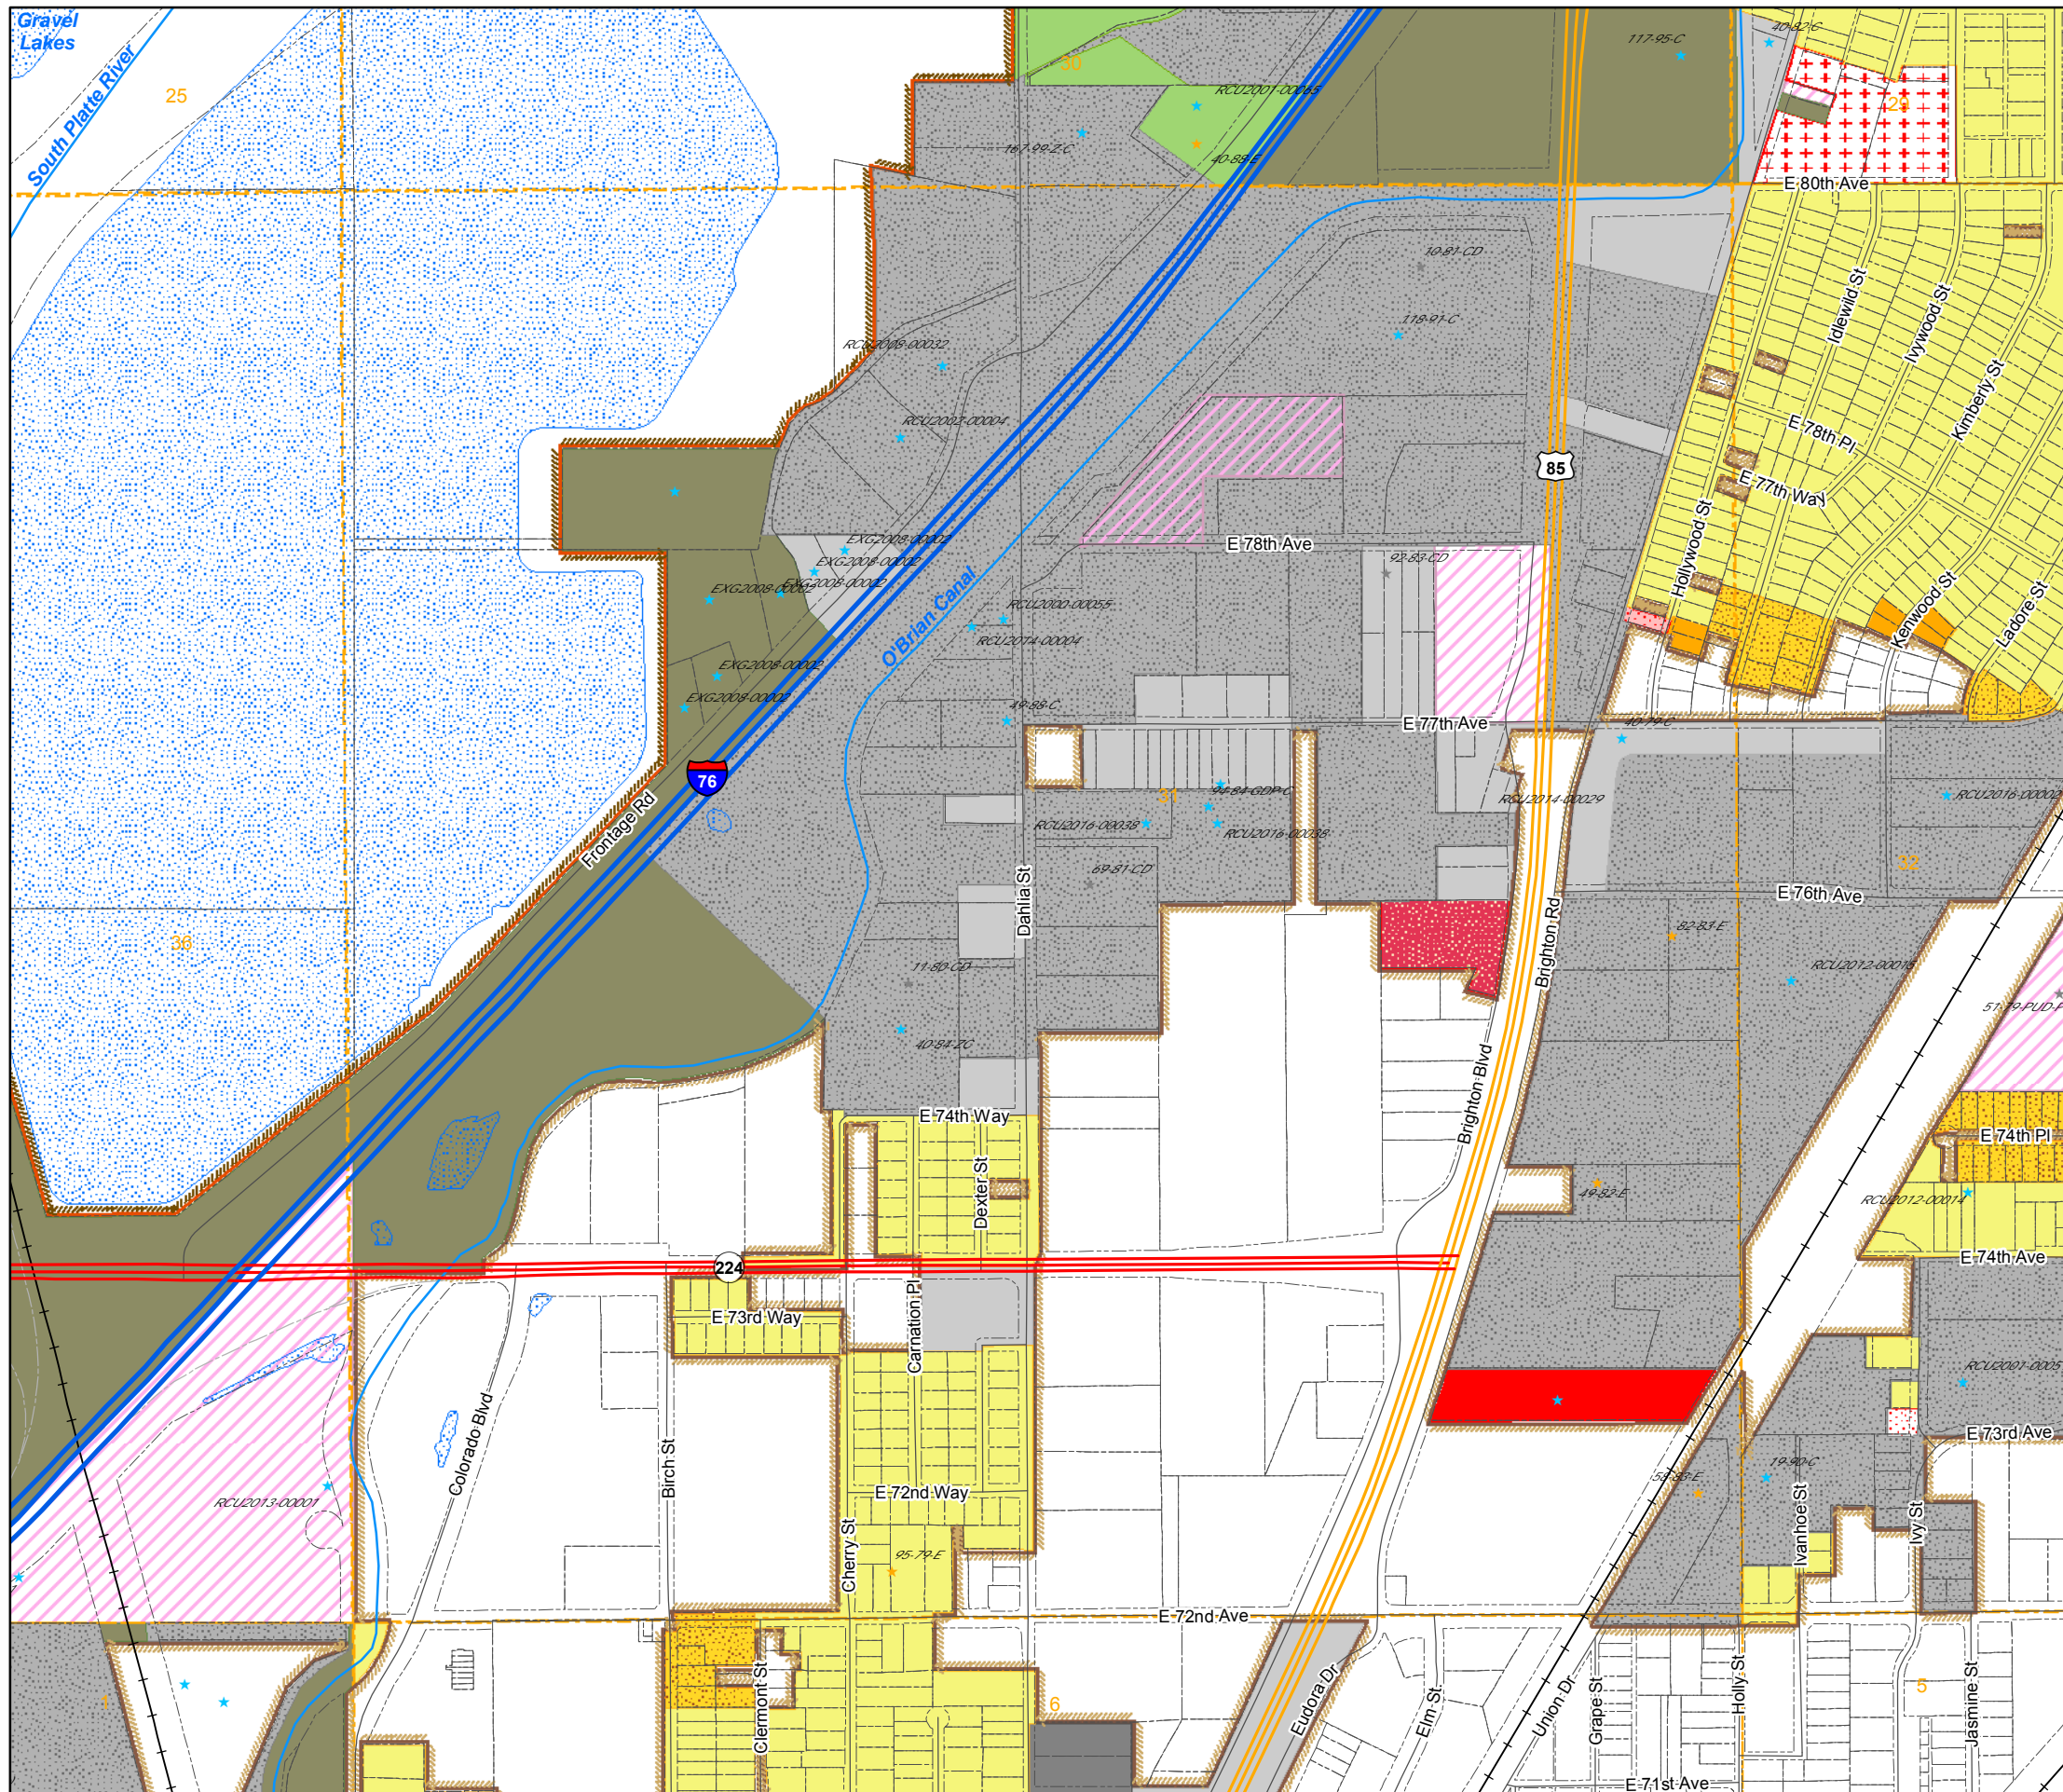 Gravel
Lakes
South Platte River
25
30
117-95-C
40-82-C
29
RCU2001-00065
167-99-Z-C
40-88-E
E 80th Ave
10-81-CD
118-91-C
Idlewild St
Ivywood St
Kimberly St
RCU2008-00032
RCU2002-00004
85
E 78th Pl
E 77th Way
Hollywood St
E 78th Ave
92-83-CD
EXG2008-00002
EXG2008-00002
EXG2008-00002
EXG2008-00002
O'Brian Canal
RCU2000-00055
RCU2014-00004
Kenwood St
Ladore St
EXG2008-00002
EXG2008-00002
49-88-C
E 77th Ave
40-79-C
76
Frontage Rd
31
94-84-GDP-C
RCU2014-00029
RCU2016-00002
RCU2016-00038
RCU2016-00038
69-81-CD
32
Dahlia St
E 76th Ave
36
Brighton Rd
82-83-E
11-80-CD
RCU2012-00016
51-79-PUD-P
40-84-ZC
Brighton Blvd
E 74th Way
E 74th Pl
Dexter St
49-82-E
RCU2012-00014
E 74th Ave
224
E 73rd Way
Carnation Pl
RCU2001-0005
Colorado Blvd
Birch St
E 73rd Ave
58-83-E
19-90-C
E 72nd Way
RCU2013-00001
Ivanhoe St
Ivy St
Cherry St
95-79-E
E 72nd Ave
1
6
5
Clermont St
Eudora Dr
Elm St
Union Dr
Grape St
Holly St
Jasmine St
E 71st Ave